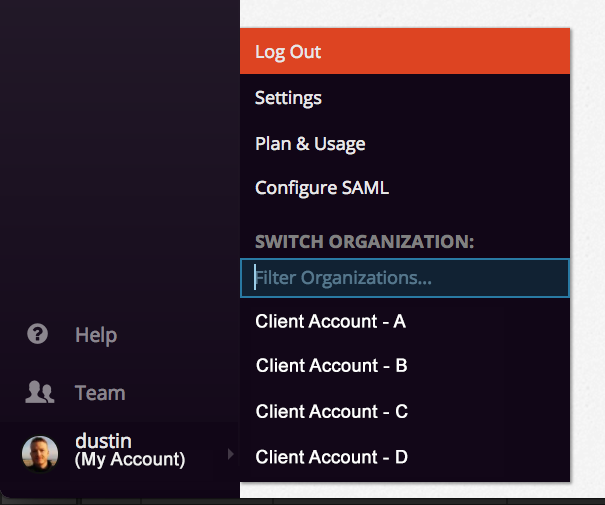 Log Out
Settings
Plan & Usage
Configure SAML
SWITCH ORGANIZATION:
Filter Organizations...
Client Account - A
Client Account - B
Client Account - C
Client Account - D
Help
Team
dustin
(My Account)